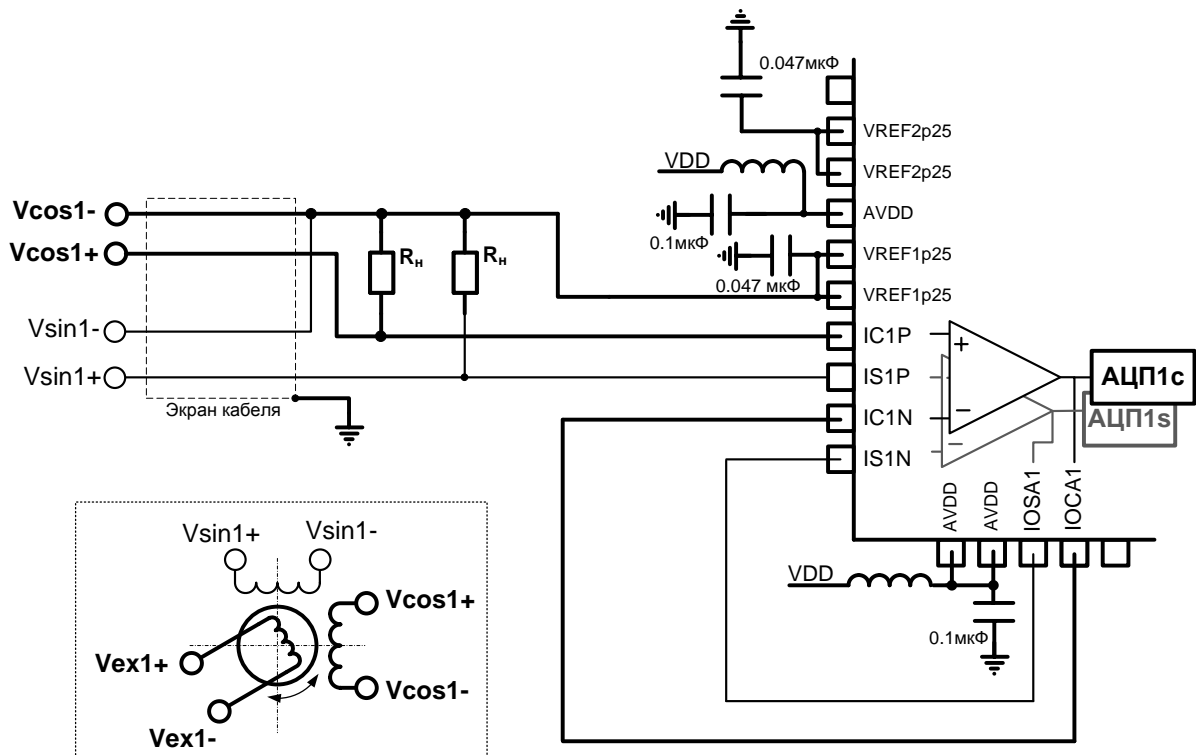 0.047мкФ
VREF2p25
VDD
VREF2p25
Vcos1-
AVDD
0.1мкФ
Vcos1+
Rн
Rн
VREF1p25
0.047 мкФ
VREF1p25
Vsin1-
IC1P
+
Vsin1+
IS1P
АЦП1c
Экран кабеля
IC1N
−
АЦП1s
IS1N
−
AVDD
AVDD
IOSA1
IOCA1
Vsin1+
Vsin1-
VDD
Vcos1+
0.1мкФ
Vex1+
Vcos1-
Vex1-